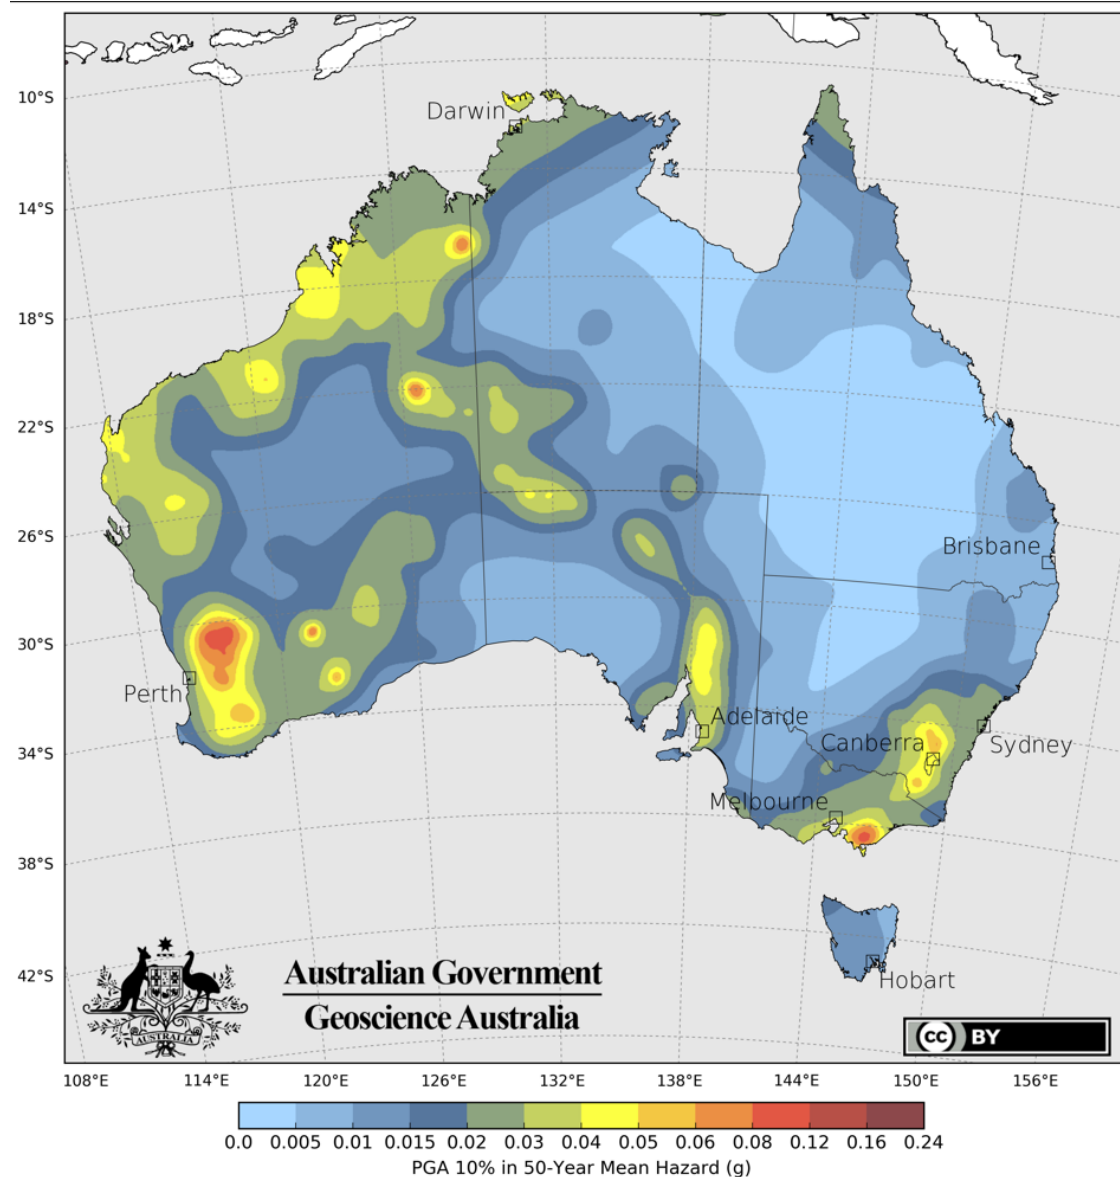 10°S
Darwin
14°S
18°S
22°S
26°S
Brisbane
30°S
Perth
Adelaide
Canberra
Sydney
34°S
Melbourne
38°S
Australian Government
Geoscience Australia
AUSTRALIA
42°S
Hobart
cc BY
108°E 114°E 120°E 126°E 132°E 138°E 144°E 150°E 156°E
0.0 0.005 0.01 0.015 0.02 0.03 0.04 0.05 0.06 0.08 0.12 0.16 0.24
PGA 10% in 50-Year Mean Hazard (g)